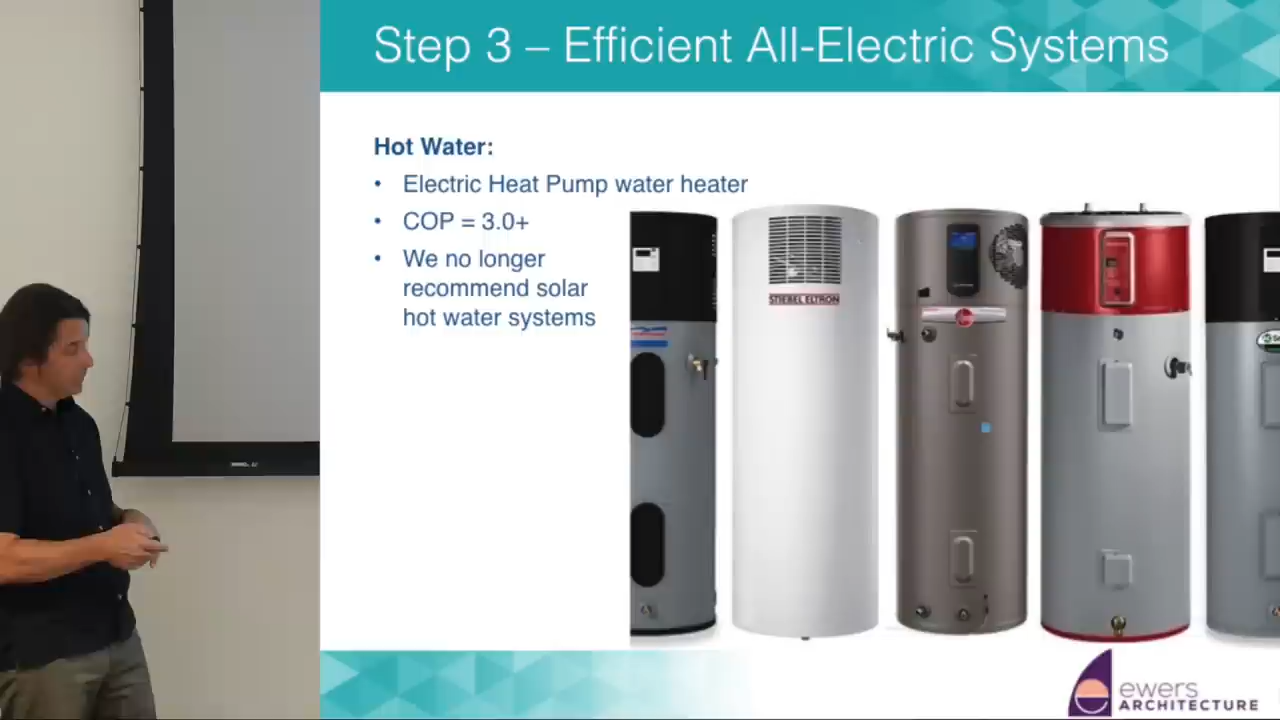 Step 3 – Efficient All-Electric Systems
Hot Water:
• Electric Heat Pump water heater
• COP = 3.0+
• We no longer
recommend solar
hot water systems
STIEBEL ELTRON
ewers
ARCHITECTURE